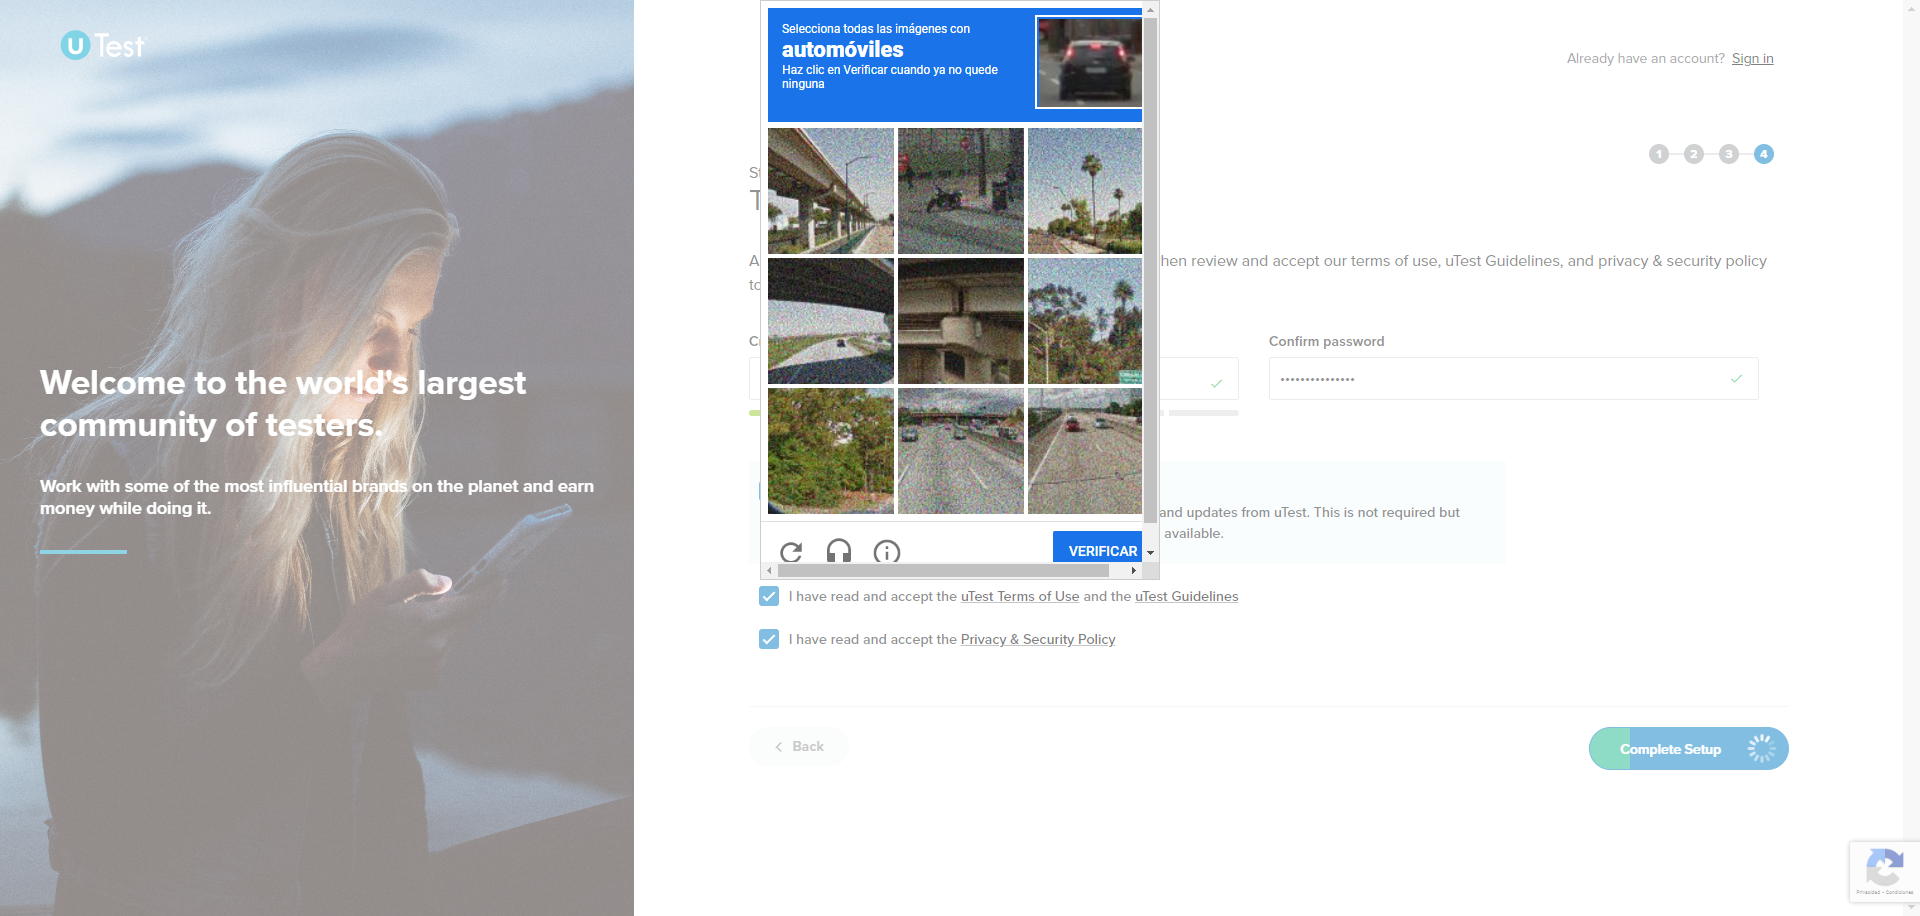 U Test
Welcome to the world's largest
community of testers.
Work with some of the most influential brands on the planet and earn
money while doing it.
Selecciona todas las imágenes con
automóviles
Haz clic en Verificar cuando ya no quede
ninguna
VERIFICAR
Already have an account? Sign in
1 2 3 4
hen review and accept our terms of use, uTest Guidelines, and privacy & security policy
Confirm password
•••••••••••••••
and updates from uTest. This is not required but
available.
I have read and accept the uTest Terms of Use and the uTest Guidelines
I have read and accept the Privacy & Security Policy
Back
Complete Setup
Privacidad - Condiciones